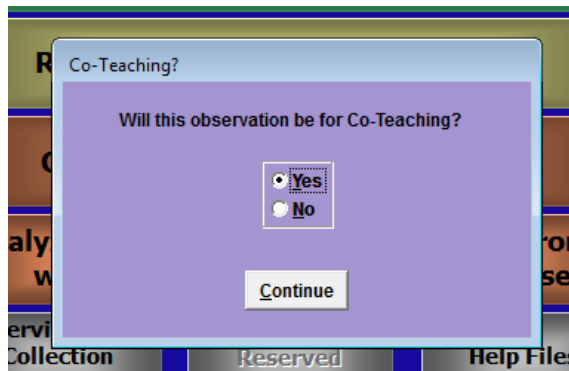 R
Co-Teaching?
Will this observation be for Co-Teaching?
Yes
No
Continue
Collection
Reserved
Help Files